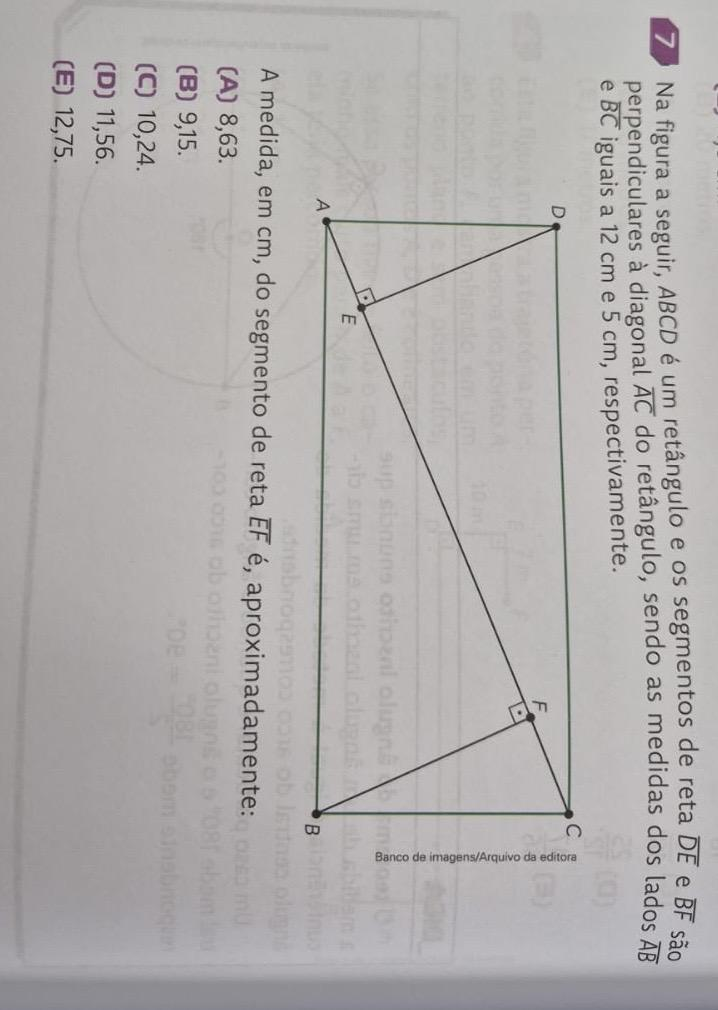 7 Na figura a seguir, ABCD é um retângulo e os segmentos de reta DE e BF são
perpendiculares à diagonal AC do retângulo, sendo as medidas dos lados AB
e BC iguais a 12 cm e 5 cm, respectivamente.
D
C
F
E
A
B
Banco de imagens/Arquivo da editora
A medida, em cm, do segmento de reta EF é, aproximadamente:
(A) 8,63.
(B) 9,15.
(C) 10,24.
(D) 11,56.
(E) 12,75.